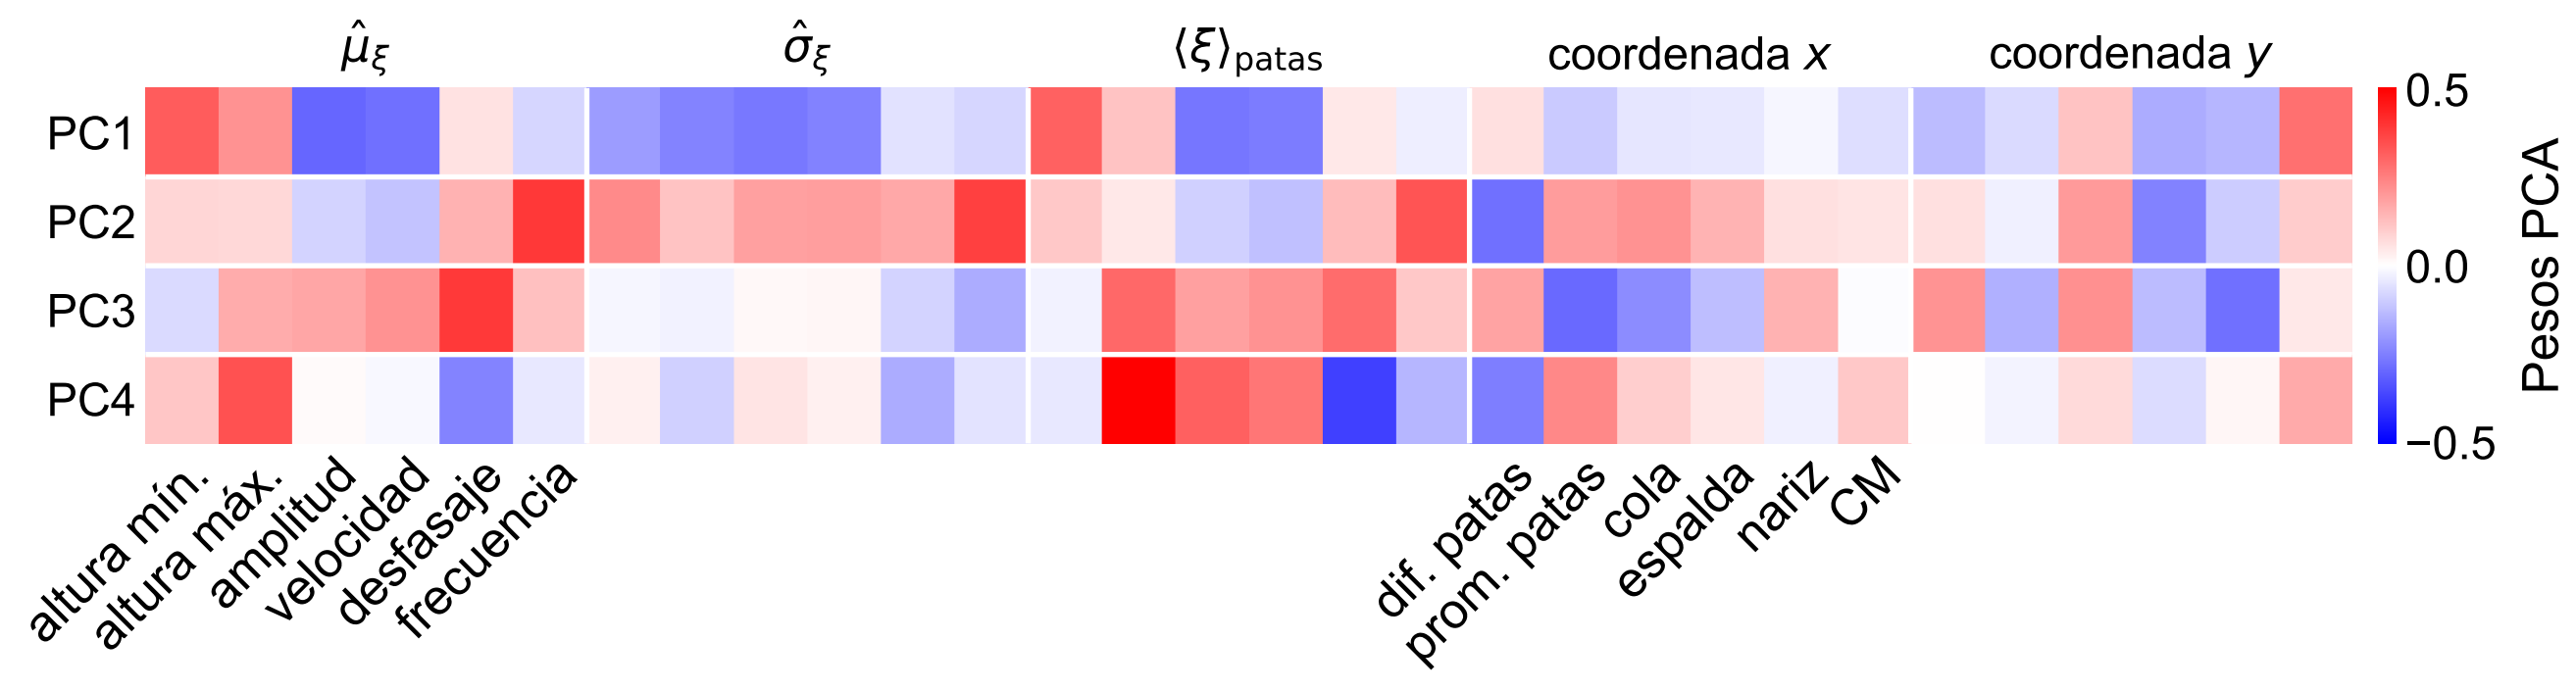 μ̂ξ σ̂ξ ⟨ξ⟩patas coordenada x coordenada y
PC1
PC2
PC3
PC4
0.5
0.0
−0.5
Pesos PCA
altura mín.
altura máx.
amplitud
velocidad
desfasaje
frecuencia
dif. patas
prom. patas
cola
espalda
nariz
CM